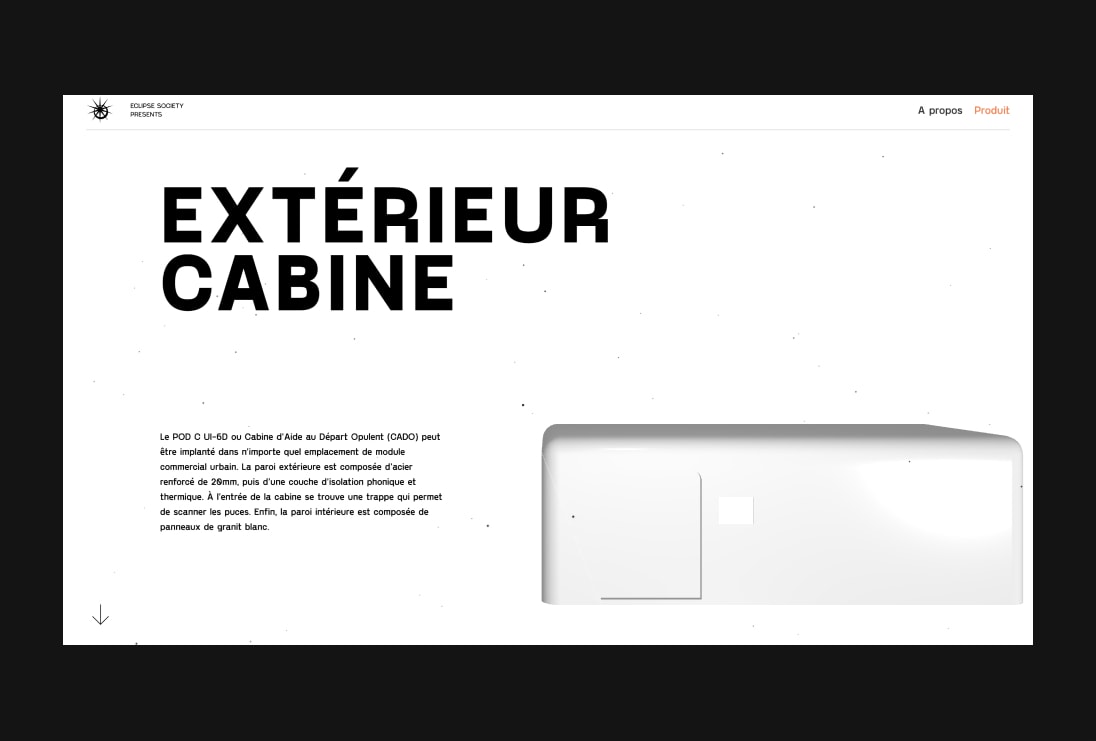 ECLIPSE SOCIETY
PRESENTS
A propos Produit
EXTÉRIEUR
CABINE
Le POD C UI-6D ou Cabine d'Aide au Départ Opulent (CADO) peut
être implanté dans n'importe quel emplacement de module
commercial urbain. La paroi extérieure est composée d'acier
renforcé de 20mm, puis d'une couche d'isolation phonique et
thermique. À l'entrée de la cabine se trouve une trappe qui permet
de scanner les puces. Enfin, la paroi intérieure est composée de
panneaux de granit blanc.